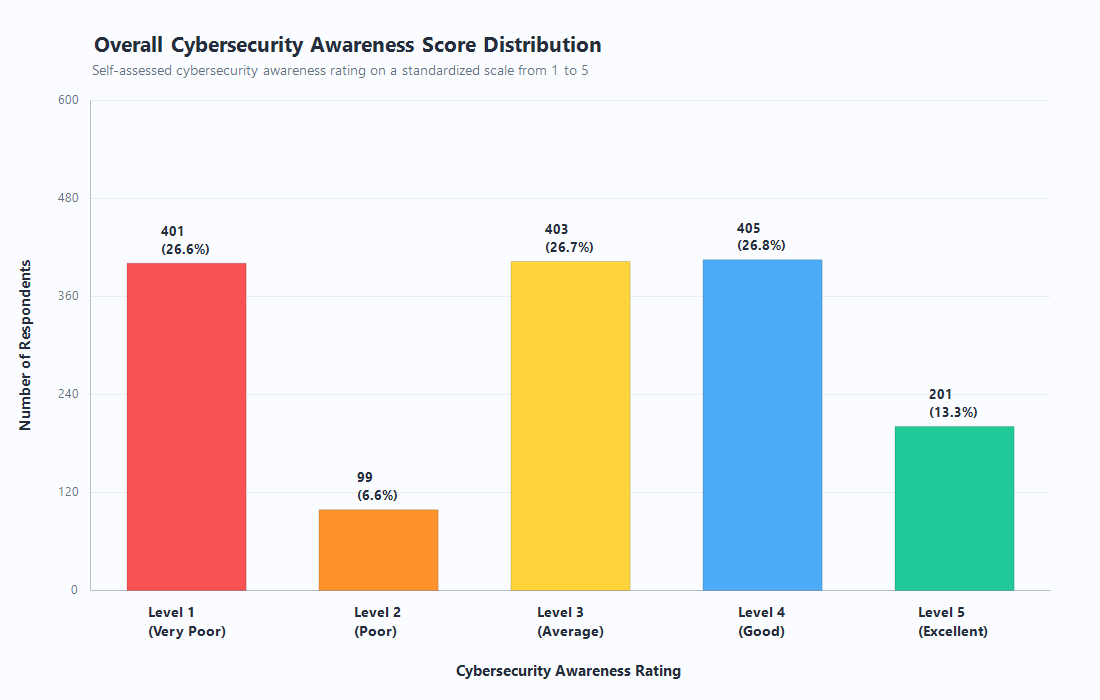 Overall Cybersecurity Awareness Score Distribution
Self-assessed cybersecurity awareness rating on a standardized scale from 1 to 5
600
480
360
240
120
0
Number of Respondents
401
(26.6%)
99
(6.6%)
403
(26.7%)
405
(26.8%)
201
(13.3%)
Level 1
(Very Poor)
Level 2
(Poor)
Level 3
(Average)
Level 4
(Good)
Level 5
(Excellent)
Cybersecurity Awareness Rating